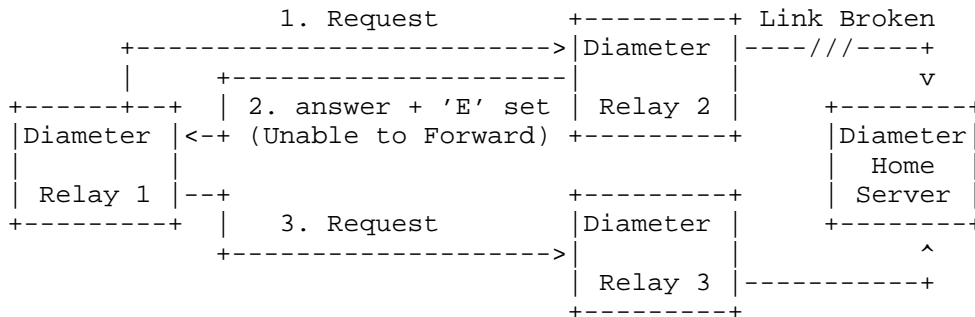 1. Request +---------+ Link Broken
+-------------------------->|Diameter |----///----+
| +---------------------| | v
+------+--+ | 2. answer + 'E' set | Relay 2 | +--------+
|Diameter |<-+ (Unable to Forward) +---------+ |Diameter|
| | | Home |
| Relay 1 |--+ +---------+ | Server |
+---------+ | 3. Request |Diameter | +--------+
+-------------------->| | ^
| Relay 3 |-----------+
+---------+